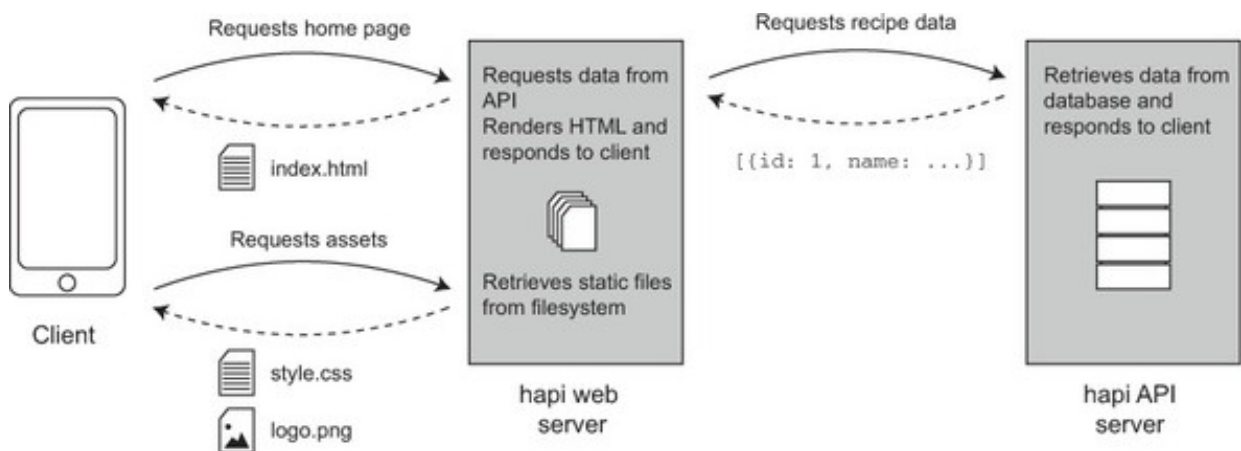 Requests home page
index.html
Requests assets
style.css
logo.png
Client
Requests data from
API
Renders HTML and
responds to client
Retrieves static files
from filesystem
hapi web
server
Requests recipe data
[{id: 1, name: ...}]
Retrieves data from
database and
responds to client
hapi API
server